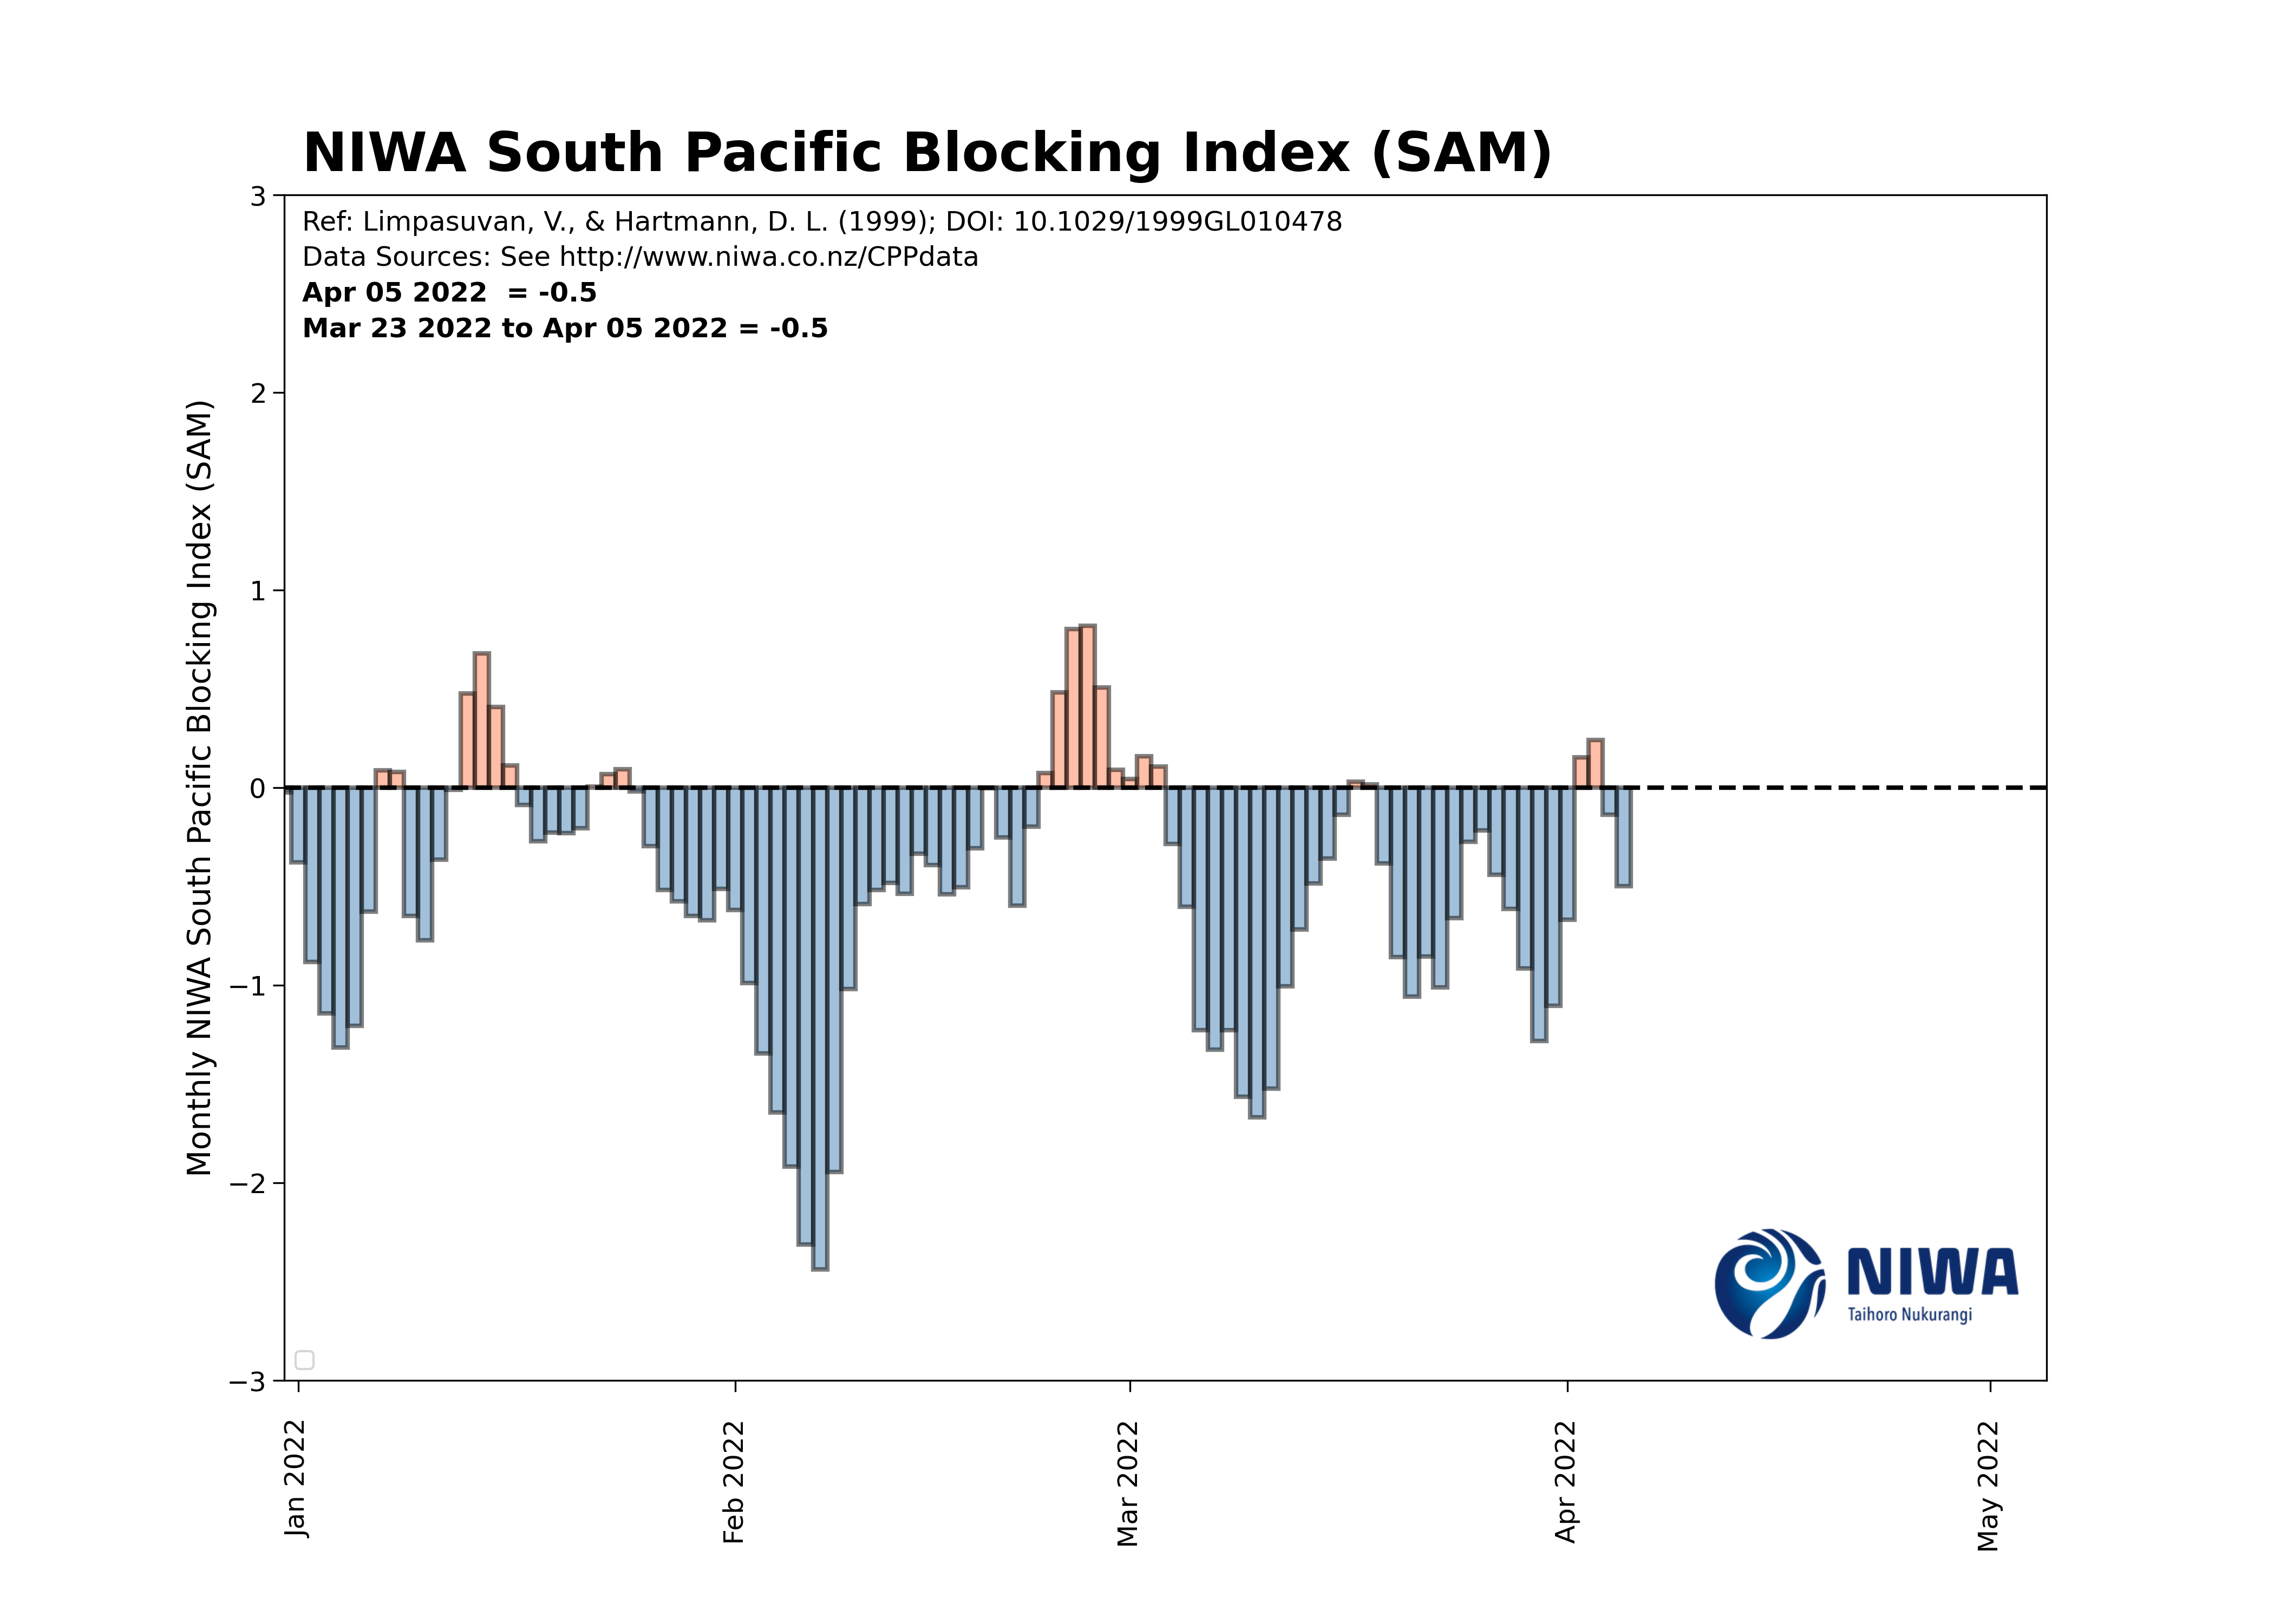 NIWA South Pacific Blocking Index (SAM)
Ref: Limpasuvan, V., & Hartmann, D. L. (1999); DOI: 10.1029/1999GL010478
Data Sources: See http://www.niwa.co.nz/CPPdata
Apr 05 2022  = -0.5
Mar 23 2022 to Apr 05 2022 = -0.5
Monthly NIWA South Pacific Blocking Index (SAM)
3
2
1
0
−1
−2
−3
NIWA
Taihoro Nukurangi
Jan 2022
Feb 2022
Mar 2022
Apr 2022
May 2022